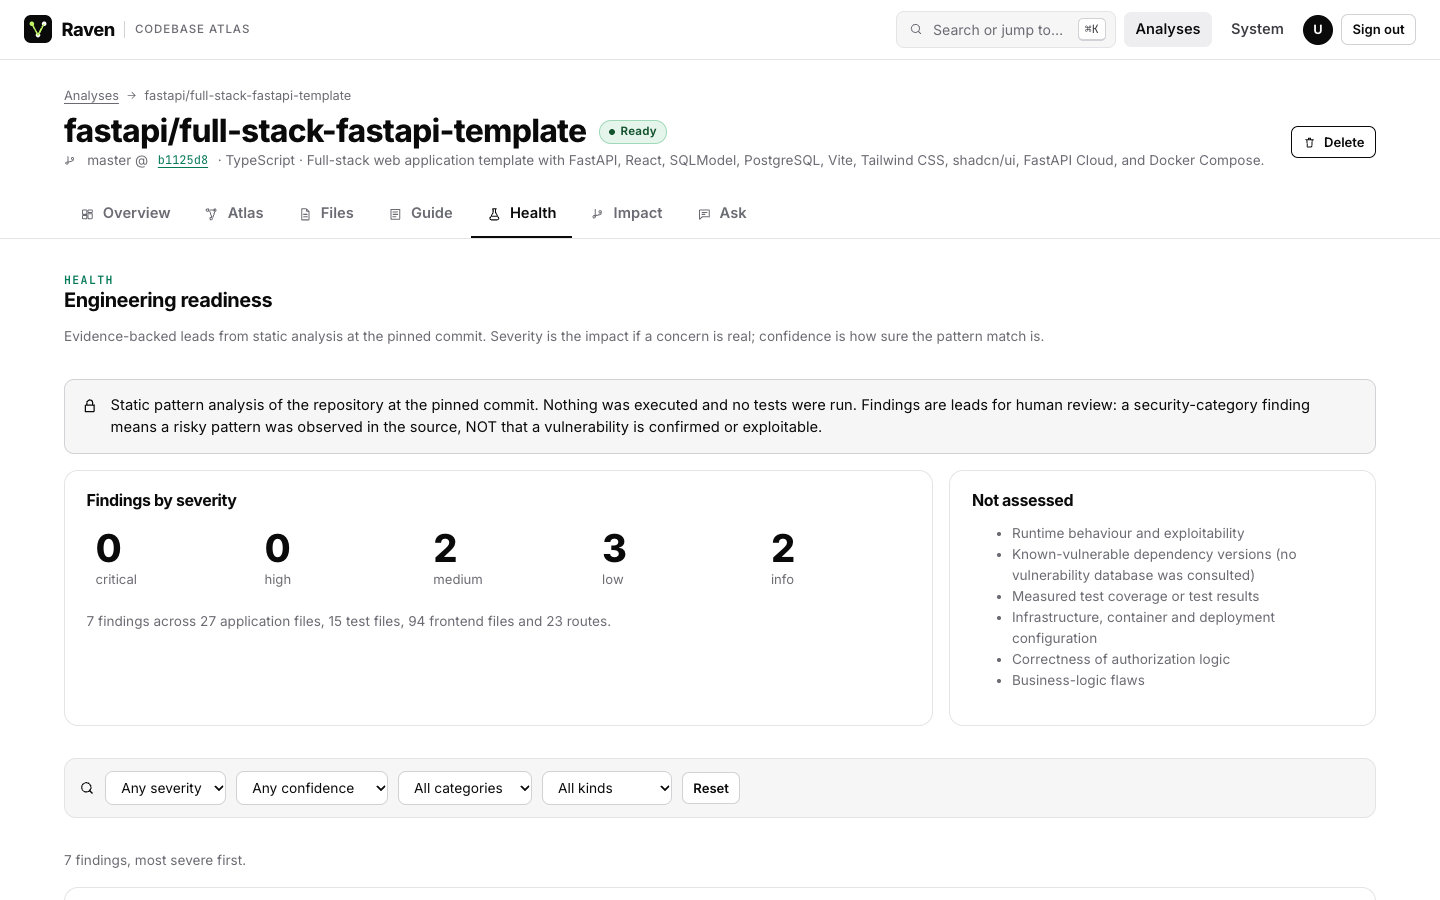 Raven
CODEBASE ATLAS
Search or jump to...
⌘K
Analyses
System
U
Sign out
Analyses → fastapi/full-stack-fastapi-template
fastapi/full-stack-fastapi-template
Ready
master @ b1125d8 · TypeScript · Full-stack web application template with FastAPI, React, SQLModel, PostgreSQL, Vite, Tailwind CSS, shadcn/ui, FastAPI Cloud, and Docker Compose.
Delete
Overview
Atlas
Files
Guide
Health
Impact
Ask
HEALTH
Engineering readiness
Evidence-backed leads from static analysis at the pinned commit. Severity is the impact if a concern is real; confidence is how sure the pattern match is.
Static pattern analysis of the repository at the pinned commit. Nothing was executed and no tests were run. Findings are leads for human review: a security-category finding
means a risky pattern was observed in the source, NOT that a vulnerability is confirmed or exploitable.
Findings by severity
0
critical
0
high
2
medium
3
low
2
info
7 findings across 27 application files, 15 test files, 94 frontend files and 23 routes.
Not assessed
• Runtime behaviour and exploitability
• Known-vulnerable dependency versions (no
vulnerability database was consulted)
• Measured test coverage or test results
• Infrastructure, container and deployment
configuration
• Correctness of authorization logic
• Business-logic flaws
Any severity
Any confidence
All categories
All kinds
Reset
7 findings, most severe first.